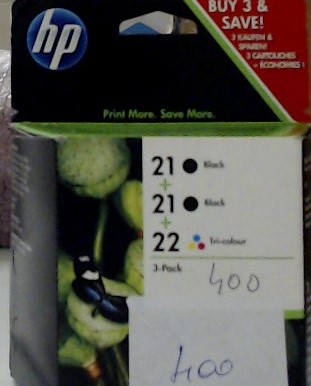 hp
BUY 3 &
SAVE!
3 KAUFEN &
SPAREN!
3 CARTOUCHES
= ÉCONOMIES !
Print More. Save More.
21 Black
+
21 Black
+
22 Tri-colour
3-Pack
400
400